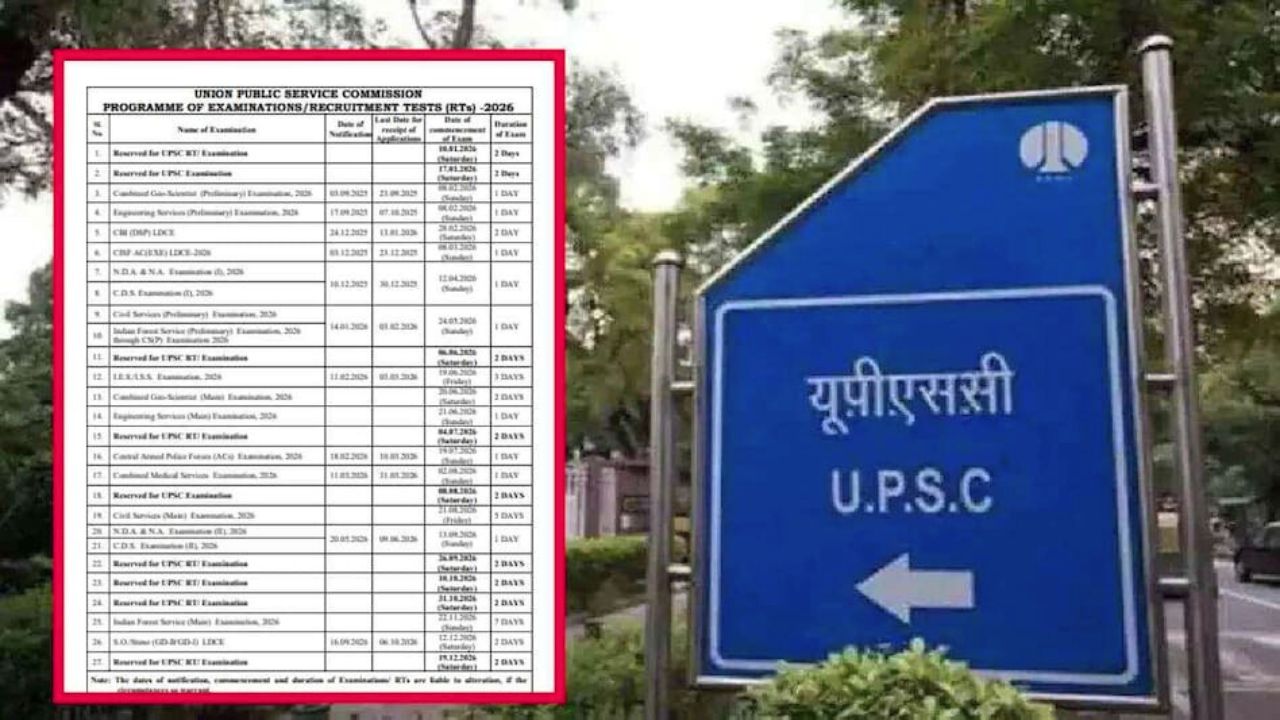 UNION PUBLIC SERVICE COMMISSION
PROGRAMME OF EXAMINATIONS/RECRUITMENT TESTS (RTs) -2026
Sl. No. Name of Examination Date of Notification Last Date for receipt of Applications Date of commencement of Exam Duration of Exam
1. Reserved for UPSC RT/ Examination 10.01.2026 (Saturday) 2 Days
2. Reserved for UPSC Examination 17.01.2026 (Saturday) 2 Days
3. Combined Geo-Scientist (Preliminary) Examination, 2026 03.09.2025 23.09.2025 08.02.2026 (Sunday) 1 DAY
4. Engineering Services (Preliminary) Examination, 2026 17.09.2025 07.10.2025 08.02.2026 (Sunday) 1 DAY
5. CBI (DSP) LDCE 24.12.2025 13.01.2026 28.02.2026 (Saturday) 2 DAY
6. CISF AC(EXE) LDCE-2026 03.12.2025 23.12.2025 08.03.2026 (Sunday) 1 DAY
7. N.D.A. & N.A. Examination (I), 2026
8. C.D.S. Examination (I), 2026
10.12.2025 30.12.2025 12.04.2026 (Sunday) 1 DAY
9. Civil Services (Preliminary) Examination, 2026
10. Indian Forest Service (Preliminary) Examination, 2026 through CS(P) Examination 2026
14.01.2026 03.02.2026 24.05.2026 (Sunday) 1 DAY
11. Reserved for UPSC RT/ Examination 06.06.2026 (Saturday) 2 DAYS
12. I.E.S./I.S.S. Examination, 2026 11.02.2026 03.03.2026 19.06.2026 (Friday) 3 DAYS
13. Combined Geo-Scientist (Main) Examination, 2026 20.06.2026 (Saturday) 2 DAYS
14. Engineering Services (Main) Examination, 2026 21.06.2026 (Sunday) 1 DAY
15. Reserved for UPSC RT/ Examination 04.07.2026 (Saturday) 2 DAYS
16. Central Armed Police Forces (ACs) Examination, 2026 18.02.2026 10.03.2026 19.07.2026 (Sunday) 1 DAY
17. Combined Medical Services Examination, 2026 11.03.2026 31.03.2026 02.08.2026 (Sunday) 1 DAY
18. Reserved for UPSC Examination 08.08.2026 (Saturday) 2 DAYS
19. Civil Services (Main) Examination, 2026 21.08.2026 (Friday) 5 DAYS
20. N.D.A. & N.A. Examination (II), 2026
21. C.D.S. Examination (II), 2026
20.05.2026 09.06.2026 13.09.2026 (Sunday) 1 DAY
22. Reserved for UPSC RT/ Examination 26.09.2026 (Saturday) 2 DAYS
23. Reserved for UPSC RT/ Examination 10.10.2026 (Saturday) 2 DAYS
24. Reserved for UPSC RT/ Examination 31.10.2026 (Saturday) 2 DAYS
25. Indian Forest Service (Main) Examination, 2026 22.11.2026 (Sunday) 7 DAYS
26. S.O./Steno (GD-B/GD-I) LDCE 16.09.2026 06.10.2026 12.12.2026 (Saturday) 2 DAYS
27. Reserved for UPSC RT/ Examination 19.12.2026 (Saturday) 2 DAYS
Note: The dates of notification, commencement and duration of Examinations/ RTs are liable to alteration, if the
circumstances so warrant.
यूपीएससी
U.P.S.C